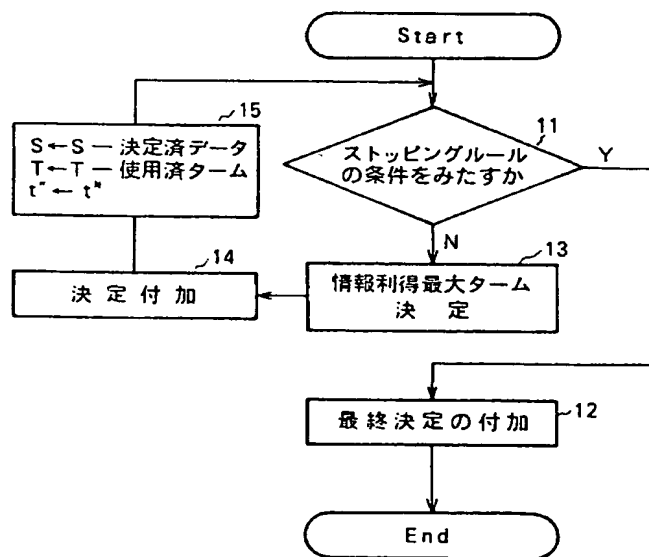 Start
15
S←S－決定済データ
T←T－使用済ターム
t"← t*
11
ストッピングルール
の条件をみたすか
Y
N
13
情報利得最大ターム
決　定
14
決定付加
最終決定の付加
12
End